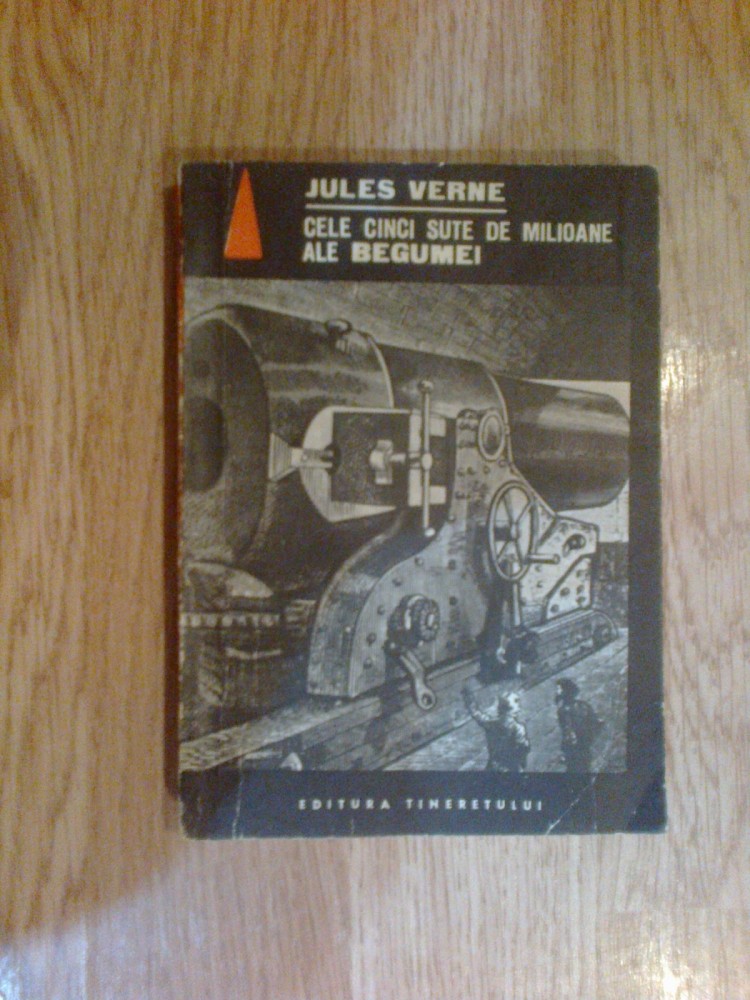 JULES VERNE
CELE CINCI SUTE DE MILIOANE
ALE BEGUMEI
EDITURA TINERETULUI